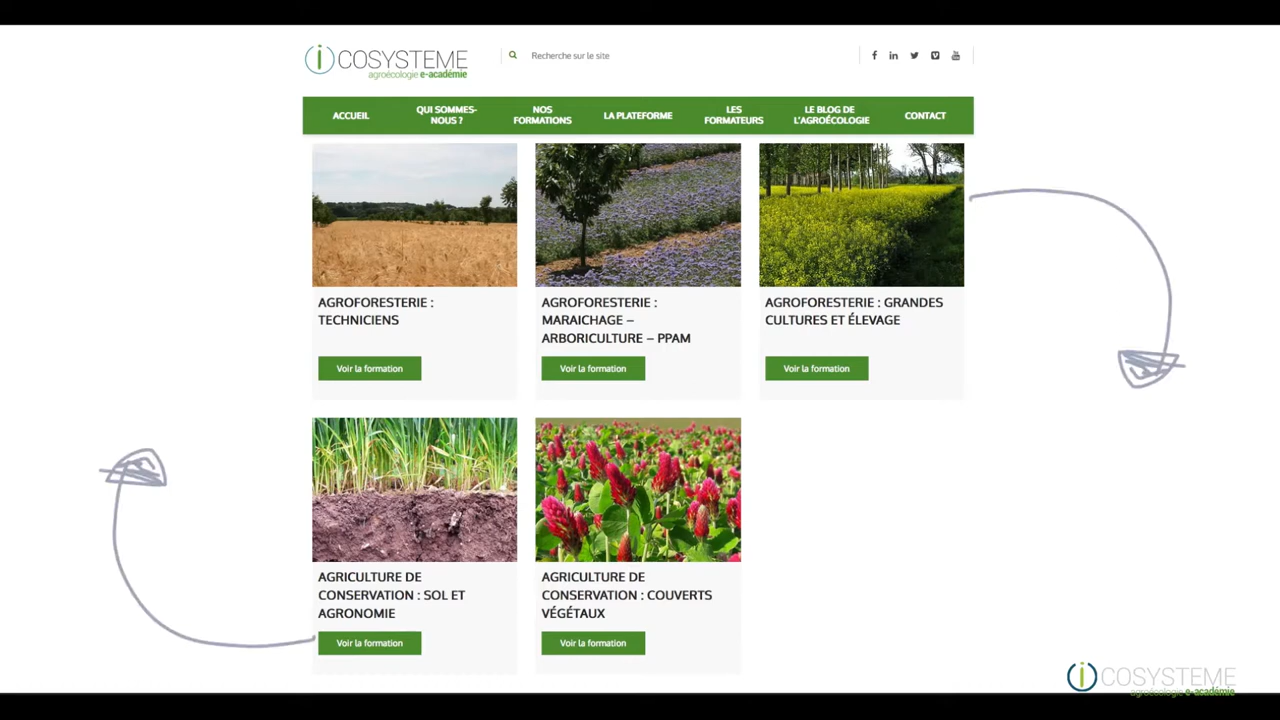 iCOSYSTEME
agroécologie e-académie
Recherche sur le site
ACCUEIL
QUI SOMMES-
NOUS ?
NOS
FORMATIONS
LA PLATEFORME
LES
FORMATEURS
LE BLOG DE
L'AGROÉCOLOGIE
CONTACT
AGROFORESTERIE :
TECHNICIENS
Voir la formation
AGROFORESTERIE :
MARAICHAGE –
ARBORICULTURE – PPAM
Voir la formation
AGROFORESTERIE : GRANDES
CULTURES ET ÉLEVAGE
Voir la formation
AGRICULTURE DE
CONSERVATION : SOL ET
AGRONOMIE
Voir la formation
AGRICULTURE DE
CONSERVATION : COUVERTS
VÉGÉTAUX
Voir la formation
iCOSYSTEME
agroécologie e-académie